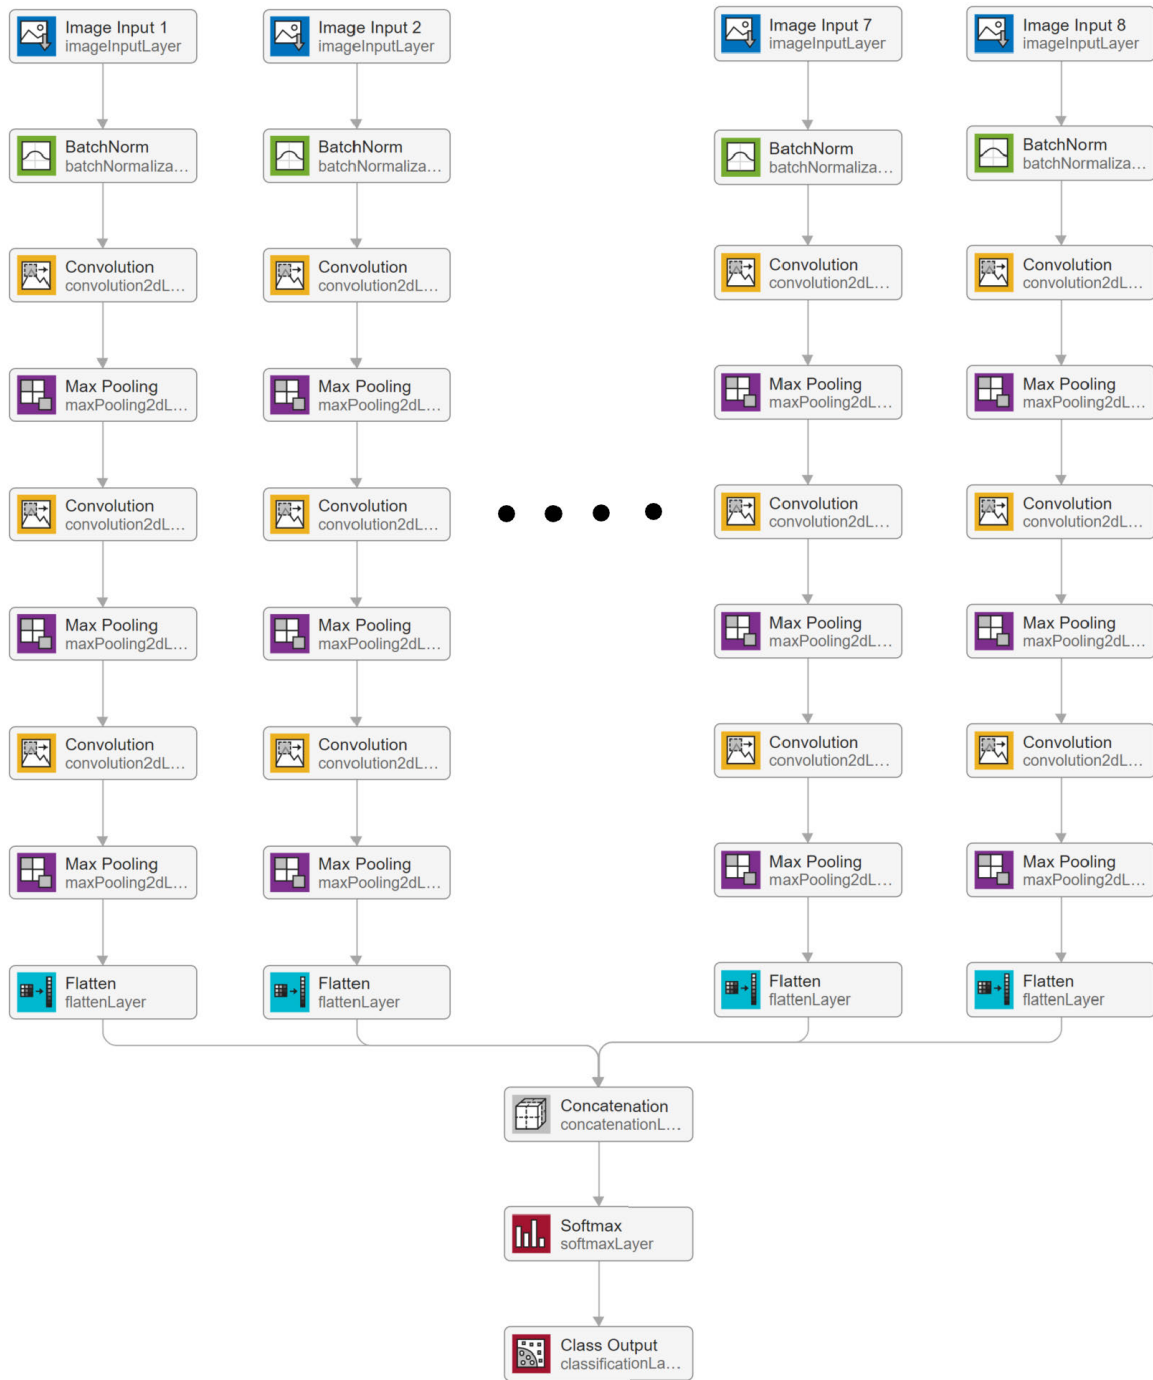 Image Input 1
imageInputLayer
Image Input 2
imageInputLayer
Image Input 7
imageInputLayer
Image Input 8
imageInputLayer
BatchNorm
batchNormaliza...
BatchNorm
batchNormaliza...
BatchNorm
batchNormaliza...
BatchNorm
batchNormaliza...
Convolution
convolution2dL...
Convolution
convolution2dL...
Convolution
convolution2dL...
Convolution
convolution2dL...
Max Pooling
maxPooling2dL...
Max Pooling
maxPooling2dL...
Max Pooling
maxPooling2dL...
Max Pooling
maxPooling2dL...
Convolution
convolution2dL...
Convolution
convolution2dL...
Convolution
convolution2dL...
Convolution
convolution2dL...
Max Pooling
maxPooling2dL...
Max Pooling
maxPooling2dL...
Max Pooling
maxPooling2dL...
Max Pooling
maxPooling2dL...
Convolution
convolution2dL...
Convolution
convolution2dL...
Convolution
convolution2dL...
Convolution
convolution2dL...
Max Pooling
maxPooling2dL...
Max Pooling
maxPooling2dL...
Max Pooling
maxPooling2dL...
Max Pooling
maxPooling2dL...
Flatten
flattenLayer
Flatten
flattenLayer
Flatten
flattenLayer
Flatten
flattenLayer
Concatenation
concatenationL...
Softmax
softmaxLayer
Class Output
classificationLa...